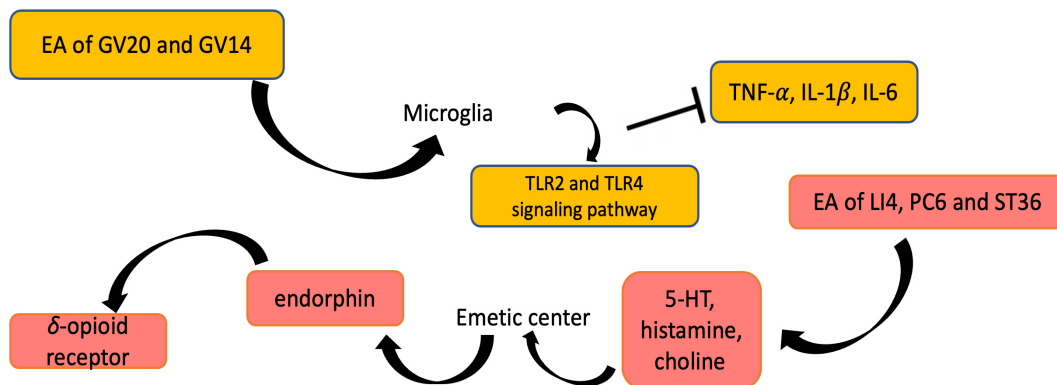 EA of GV20 and GV14
Microglia
TNF-α, IL-1β, IL-6
TLR2 and TLR4
signaling pathway
EA of LI4, PC6 and ST36
5-HT,
histamine,
choline
Emetic center
endorphin
δ-opioid
receptor